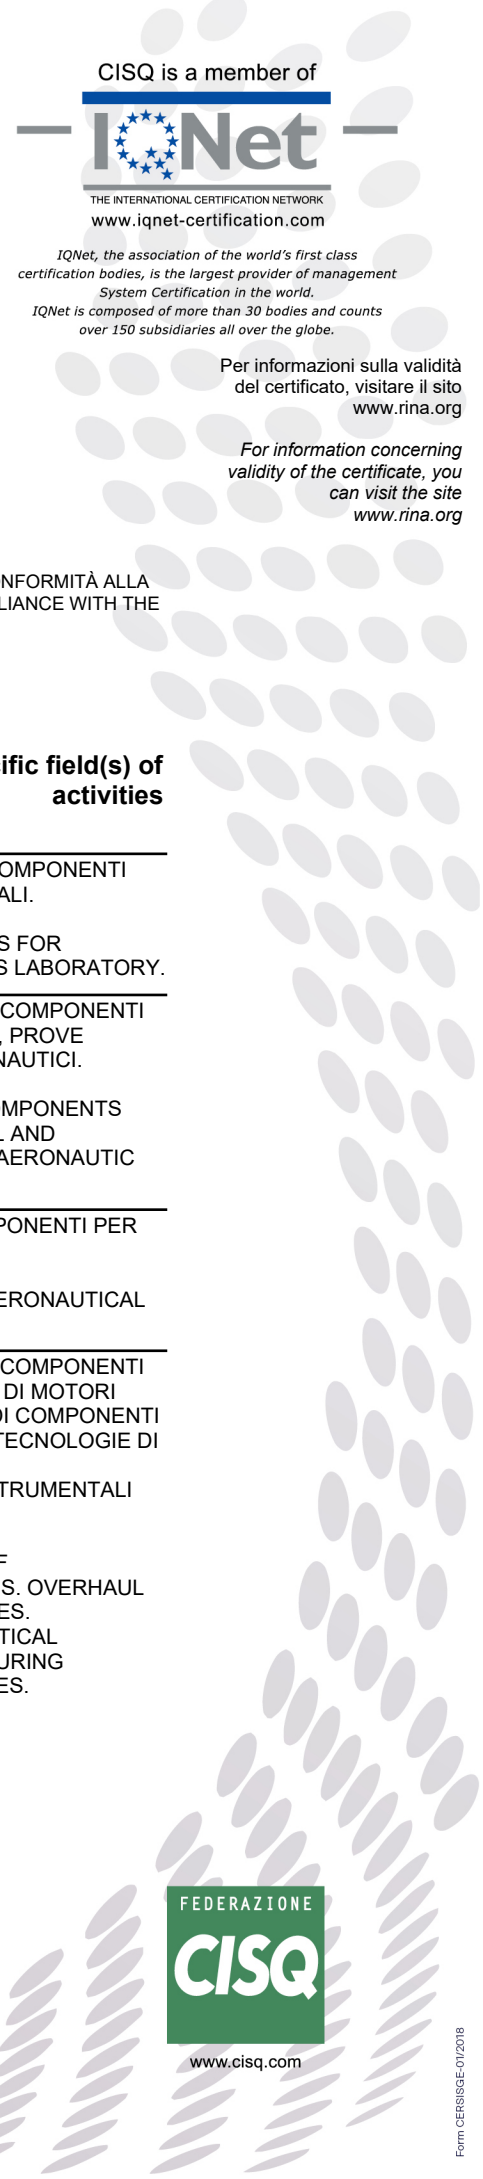 CISQ is a member of
IQNet
THE INTERNATIONAL CERTIFICATION NETWORK
www.iqnet-certification.com
IQNet, the association of the world's first class
certification bodies, is the largest provider of management
System Certification in the world.
IQNet is composed of more than 30 bodies and counts
over 150 subsidiaries all over the globe.
Per informazioni sulla validità
del certificato, visitare il sito
www.rina.org
For information concerning
validity of the certificate, you
can visit the site
www.rina.org
NFORMITÀ ALLA
LIANCE WITH THE
ific field(s) of
activities
OMPONENTI
ALI.
S FOR
S LABORATORY.
COMPONENTI
, PROVE
NAUTICI.
OMPONENTS
L AND
AERONAUTIC
PONENTI PER
ERONAUTICAL
COMPONENTI
DI MOTORI
DI COMPONENTI
TECNOLOGIE DI
TRUMENTALI
F
S. OVERHAUL
ES.
TICAL
URING
ES.
FEDERAZIONE
CISQ
www.cisq.com
Form CERSISGE-01/2018